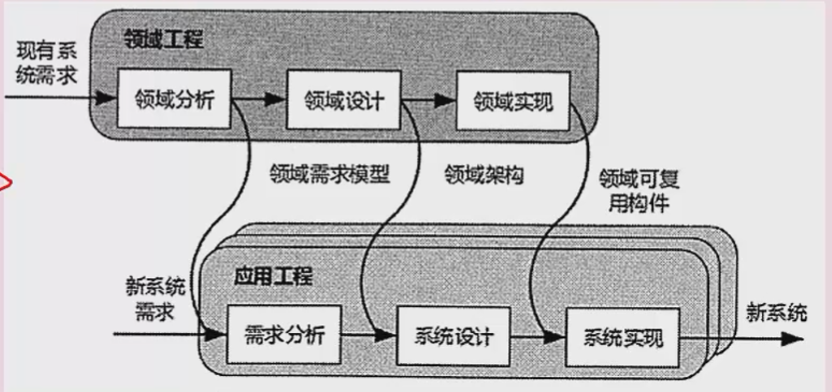 领域工程
现有系
统需求
领域分析
领域设计
领域实现
领域需求模型
领域架构
领域可复
用构件
应用工程
新系统
需求
需求分析
系统设计
系统实现
新系统